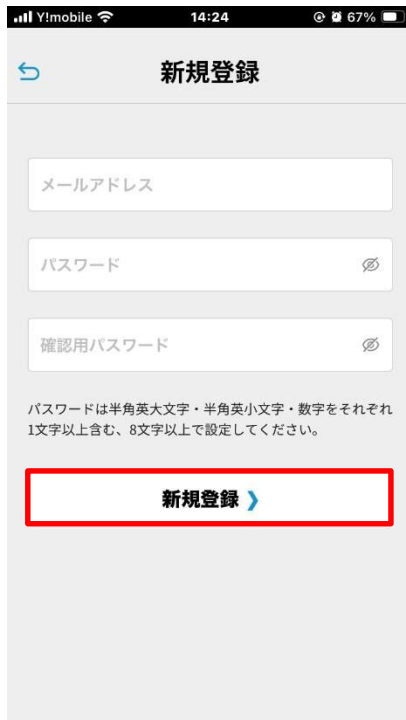 Y!mobile 14:24 67%
新規登録
メールアドレス
パスワード
確認用パスワード
パスワードは半角英大文字・半角英小文字・数字をそれぞれ
1文字以上含む、8文字以上で設定してください。
新規登録 ❯